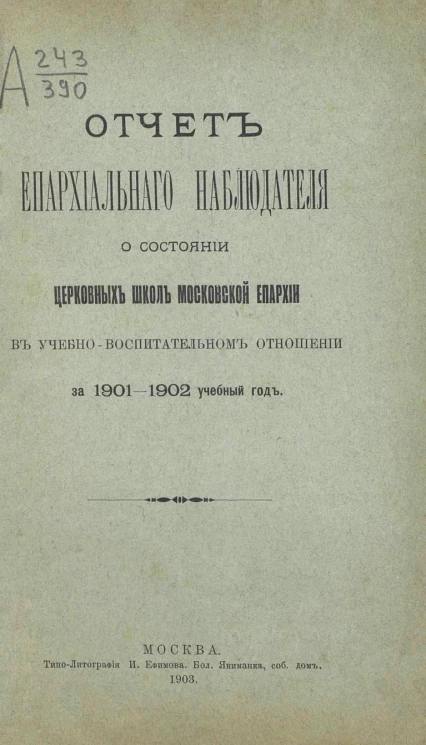 А 243
390
ОТЧЕТЪ
ЕПАРХІАЛЬНАГО НАБЛЮДАТЕЛЯ
О СОСТОЯНІИ
ЦЕРКОВНЫХЪ ШКОЛЪ МОСКОВСКОЙ ЕПАРХІИ
ВЪ УЧЕБНО-ВОСПИТАТЕЛЬНОМЪ ОТНОШЕНІИ
за 1901—1902 учебный годъ.
МОСКВА.
Типо-Литографія И. Ефимова. Бол. Якиманка, соб. домъ.
1903.